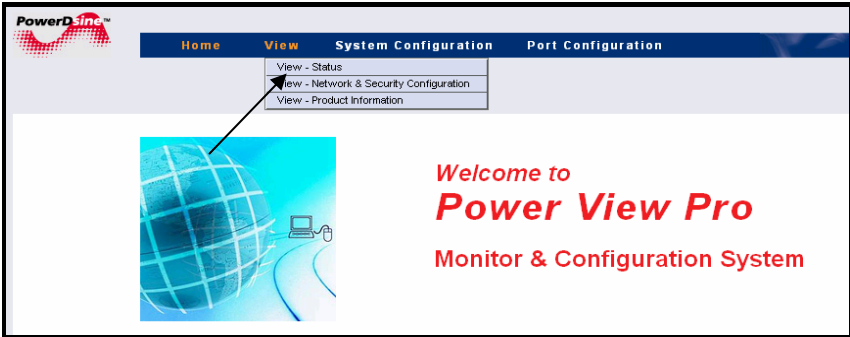 PowerDsine™
Home View System Configuration Port Configuration
View - Status
View - Network & Security Configuration
View - Product Information
Welcome to
Power View Pro
Monitor & Configuration System